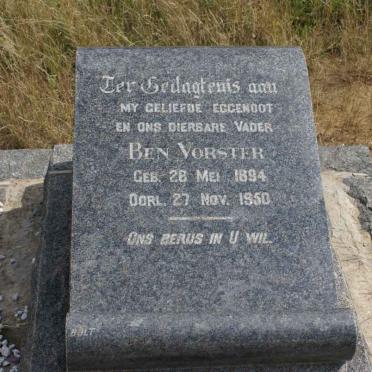 Ter Gedagtenis aan
MY GELIEFDE EGGENOOT
EN ONS DIERBARE VADER
BEN VORSTER
GEB. 28 MEI 1894
OORL. 27 NOV. 1950
ONS BERUS IN U WIL.
BOLT